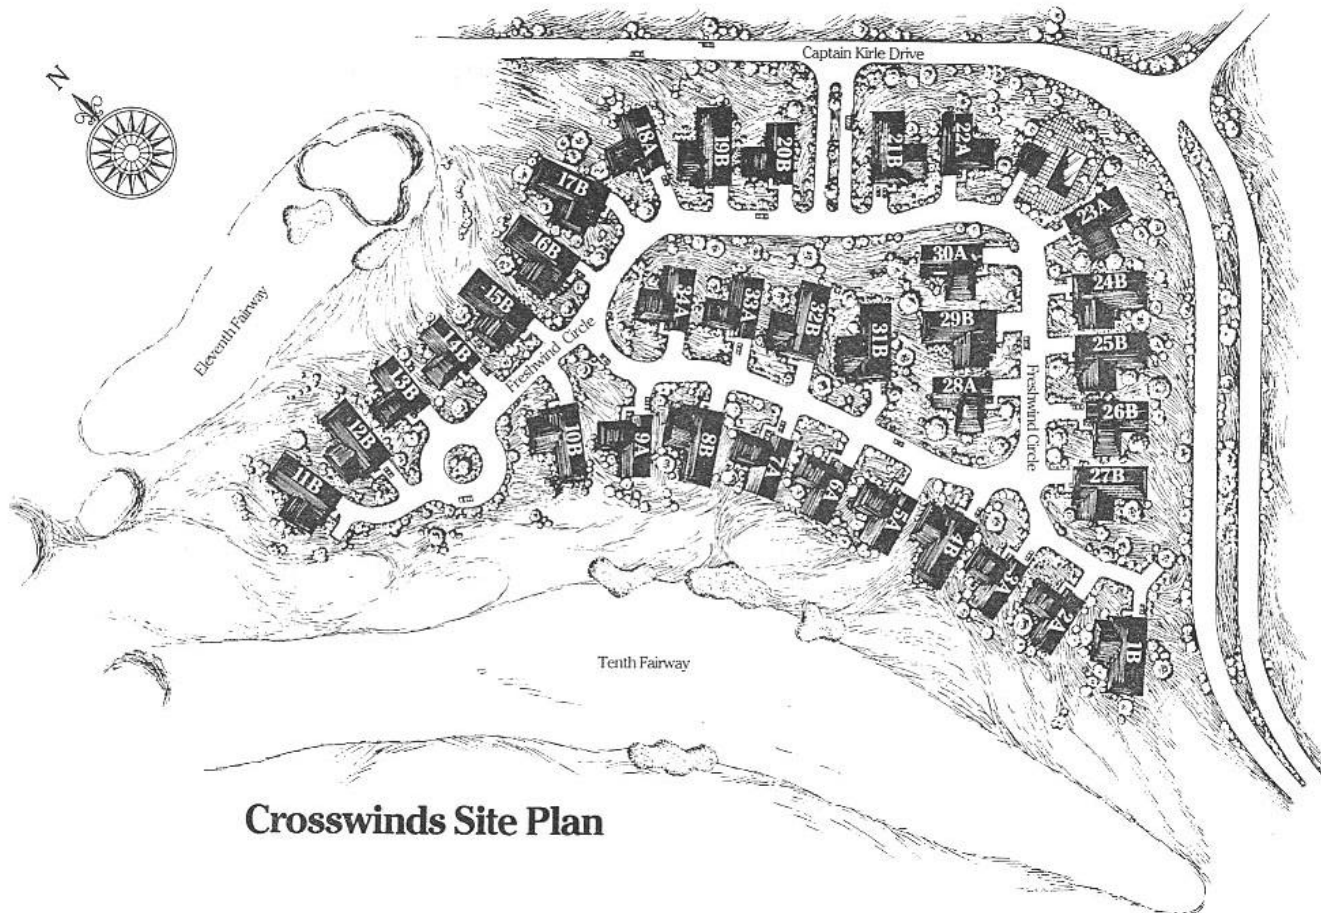 Captain Kirle Drive
N
18A
19B
20B
21B
22A
17B
23A
16B
30A
24B
15B
34A
33A
32B
31B
29B
25B
Eleventh Fairway
14B
Freshwind Circle
28A
Freshwind Circle
26B
13B
12B
10B
9A
8B
7A
6A
5A
4B
27B
11B
3A
2A
1B
Tenth Fairway
Crosswinds Site Plan